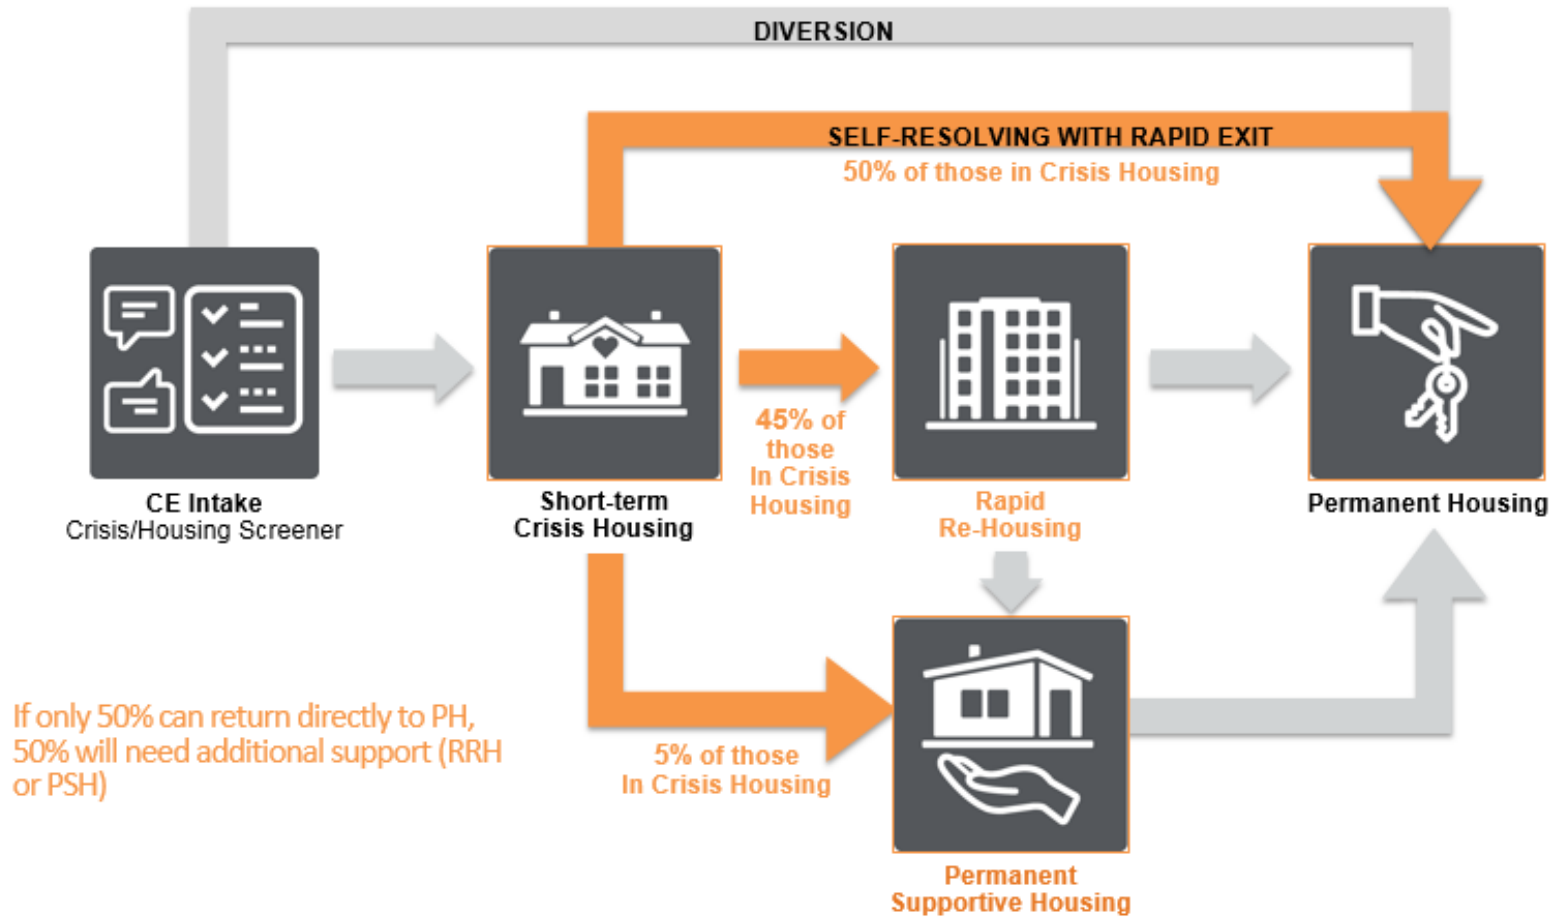 DIVERSION
SELF-RESOLVING WITH RAPID EXIT
50% of those in Crisis Housing
CE Intake
Crisis/Housing Screener
Short-term
Crisis Housing
45% of
those
In Crisis
Housing
Rapid
Re-Housing
Permanent Housing
If only 50% can return directly to PH,
50% will need additional support (RRH
or PSH)
5% of those
In Crisis Housing
Permanent
Supportive Housing